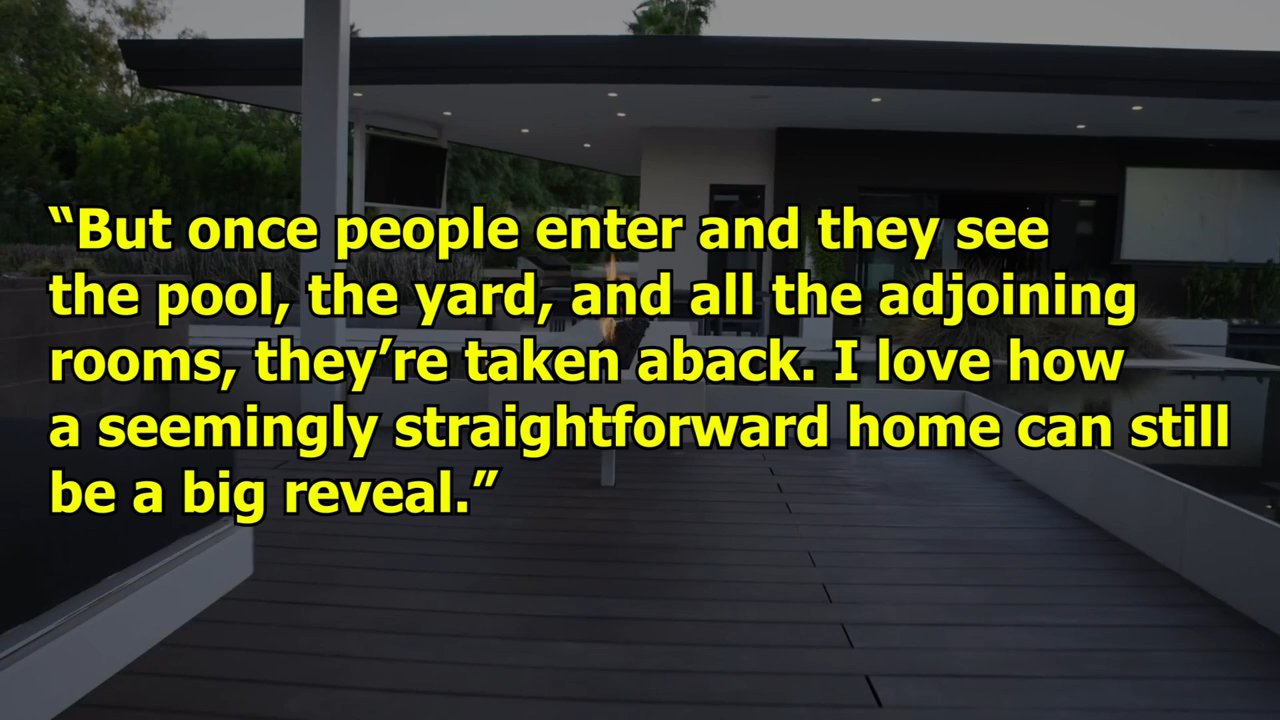 “But once people enter and they see
the pool, the yard, and all the adjoining
rooms, they’re taken aback. I love how
a seemingly straightforward home can still
be a big reveal.”